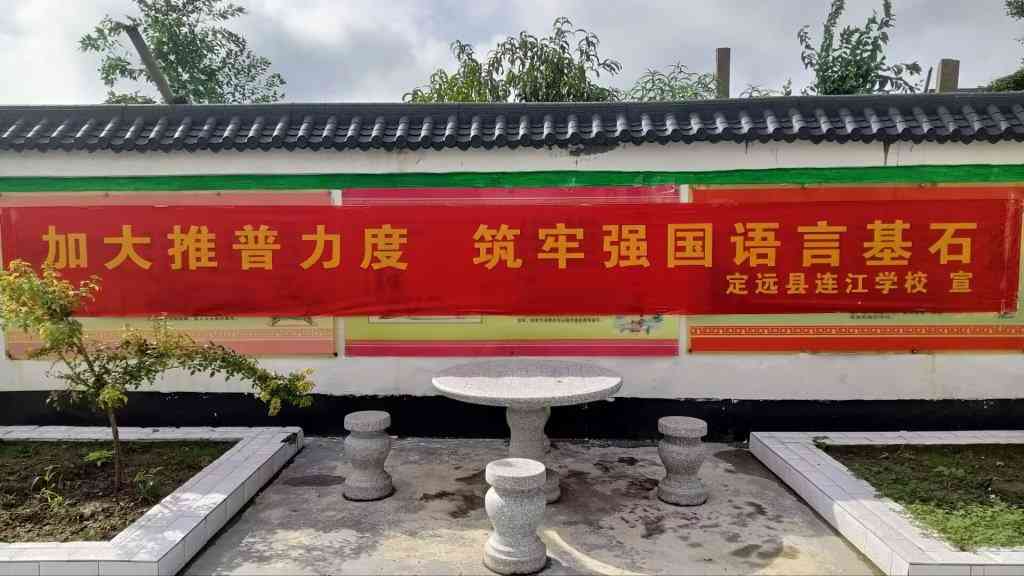 加大推普力度 筑牢强国语言基石
定远县连江学校 宣